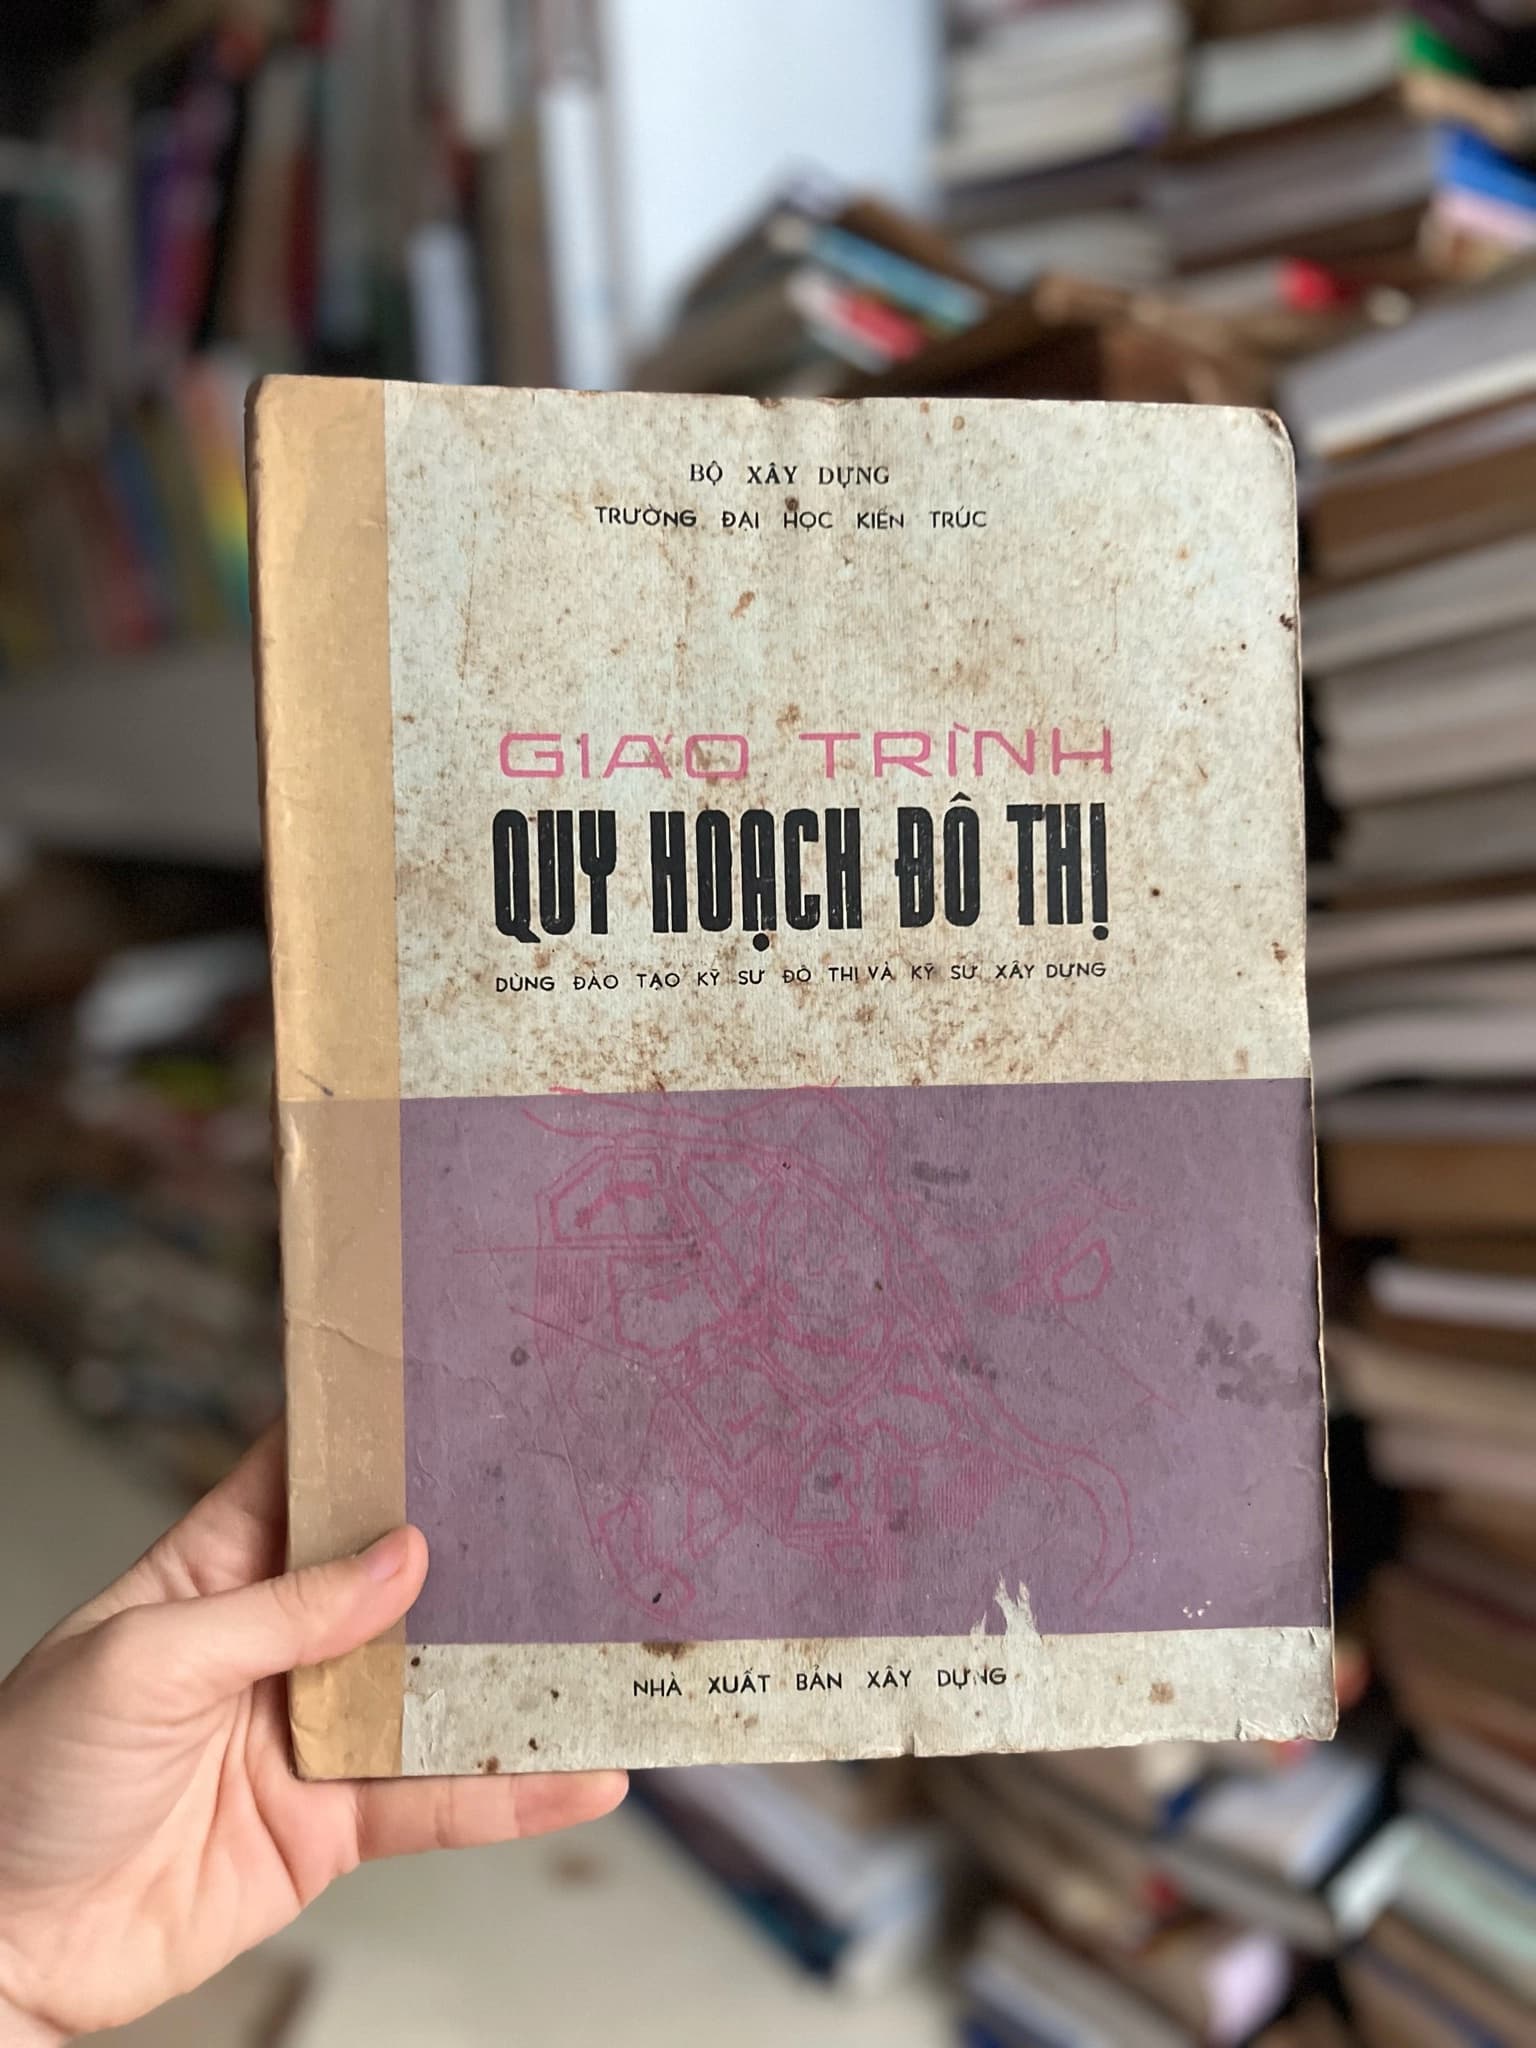 BỘ XÂY DỰNG
TRƯỜNG ĐẠI HỌC KIẾN TRÚC
GIÁO TRÌNH
QUY HOẠCH ĐÔ THỊ
DÙNG ĐÀO TẠO KỸ SƯ ĐÔ THỊ VÀ KỸ SƯ XÂY DỰNG
NHÀ XUẤT BẢN XÂY DỰNG